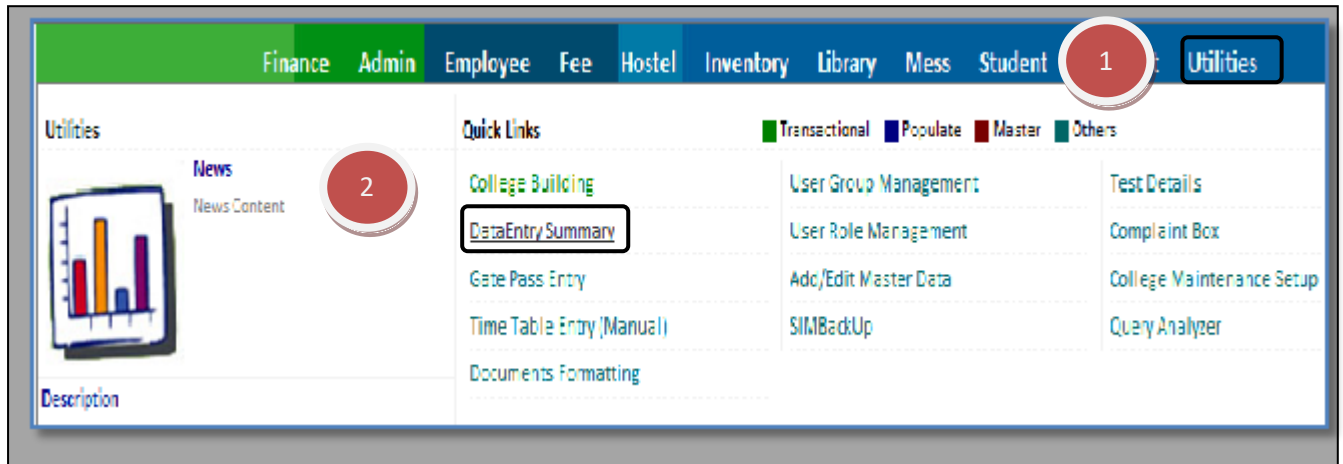 Finance Admin Employee Fee Hostel Inventory Library Mess Student 1 Utilities
Utilities
Quick Links
Transactional Populate Master Others
News
News Content
2
College Building
User Group Management
Test Details
DataEntry Summary
User Role Management
Complaint Box
Gate Pass Entry
Add/Edit Master Data
College Maintenance Setup
Time Table Entry (Manual)
SIMBackUp
Query Analyzer
Documents Formatting
Description